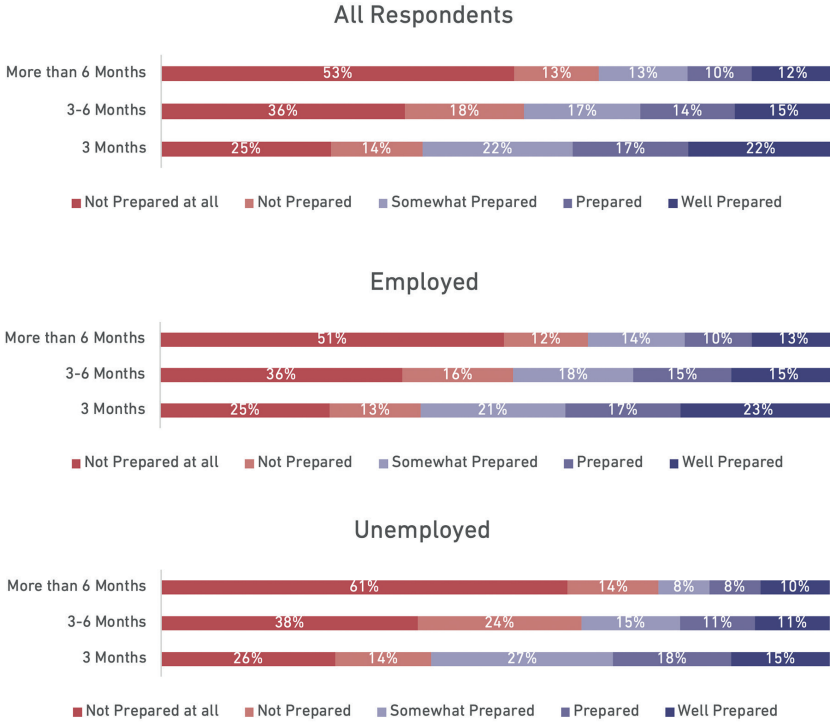 All Respondents
More than 6 Months 53% 13% 13% 10% 12%
3-6 Months 36% 18% 17% 14% 15%
3 Months 25% 14% 22% 17% 22%
Not Prepared at all Not Prepared Somewhat Prepared Prepared Well Prepared
Employed
More than 6 Months 51% 12% 14% 10% 13%
3-6 Months 36% 16% 18% 15% 15%
3 Months 25% 13% 21% 17% 23%
Not Prepared at all Not Prepared Somewhat Prepared Prepared Well Prepared
Unemployed
More than 6 Months 61% 14% 8% 8% 10%
3-6 Months 38% 24% 15% 11% 11%
3 Months 26% 14% 27% 18% 15%
Not Prepared at all Not Prepared Somewhat Prepared Prepared Well Prepared